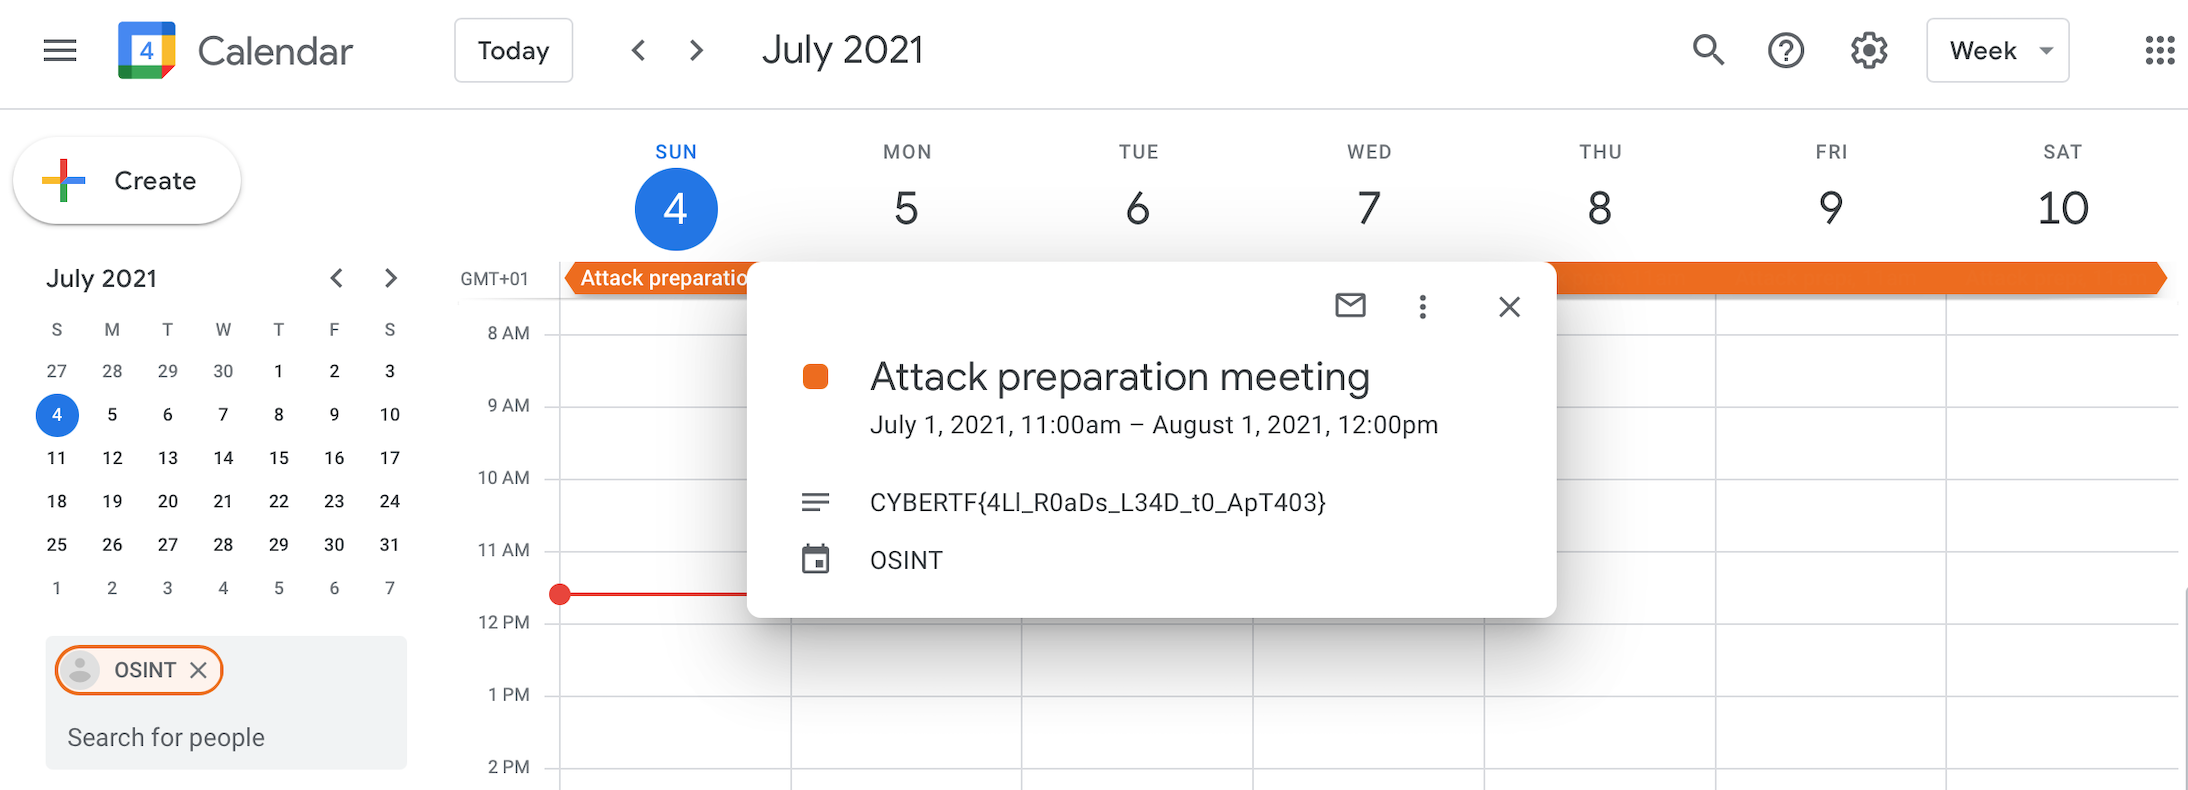 4 Calendar Today July 2021 Week
Create
SUN MON TUE WED THU FRI SAT
4 5 6 7 8 9 10
July 2021
S M T W T F S
27 28 29 30 1 2 3
4 5 6 7 8 9 10
11 12 13 14 15 16 17
18 19 20 21 22 23 24
25 26 27 28 29 30 31
1 2 3 4 5 6 7
OSINT
Search for people
GMT+01
Attack preparatio
8 AM
9 AM
10 AM
11 AM
12 PM
1 PM
2 PM
Attack preparation meeting
July 1, 2021, 11:00am – August 1, 2021, 12:00pm
CYBERTF{4Ll_R0aDs_L34D_t0_ApT403}
OSINT